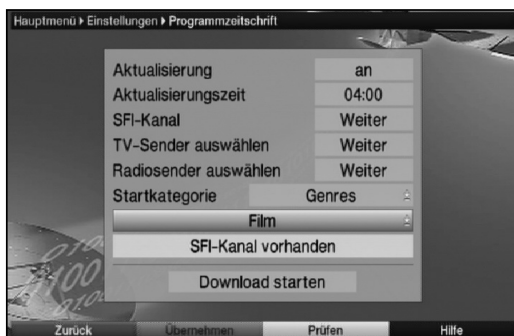 Hauptmenü ▸ Einstellungen ▸ Programmzeitschrift
Aktualisierung an
Aktualisierungszeit 04:00
SFI-Kanal Weiter
TV-Sender auswählen Weiter
Radiosender auswählen Weiter
Startkategorie Genres
Film
SFI-Kanal vorhanden
Download starten
Zurück Übernehmen Prüfen Hilfe